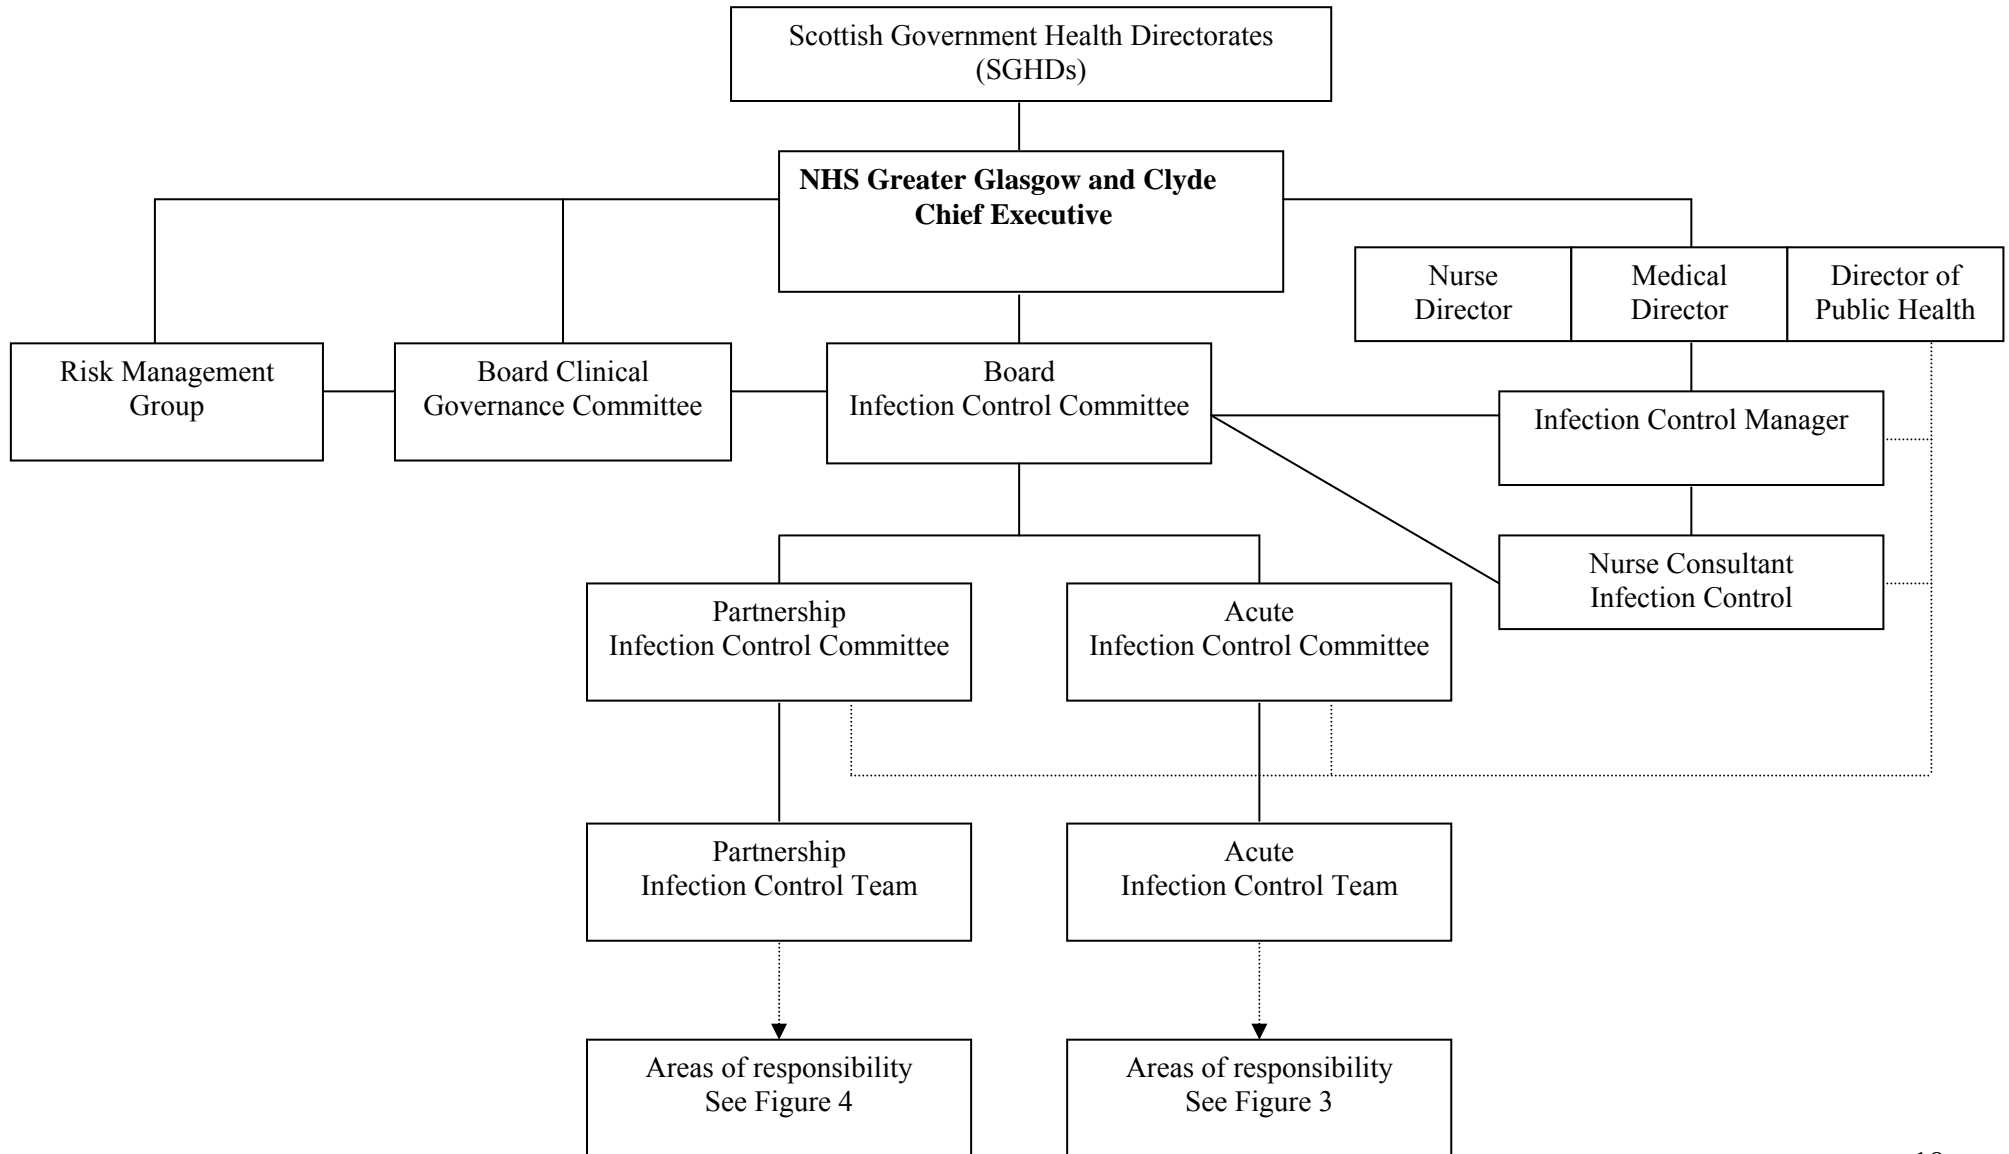 Scottish Government Health Directorates
(SGHDs)
NHS Greater Glasgow and Clyde
Chief Executive
Nurse
Director
Medical
Director
Director of
Public Health
Risk Management
Group
Board Clinical
Governance Committee
Board
Infection Control Committee
Infection Control Manager
Nurse Consultant
Infection Control
Partnership
Infection Control Committee
Acute
Infection Control Committee
Partnership
Infection Control Team
Acute
Infection Control Team
Areas of responsibility
See Figure 4
Areas of responsibility
See Figure 3